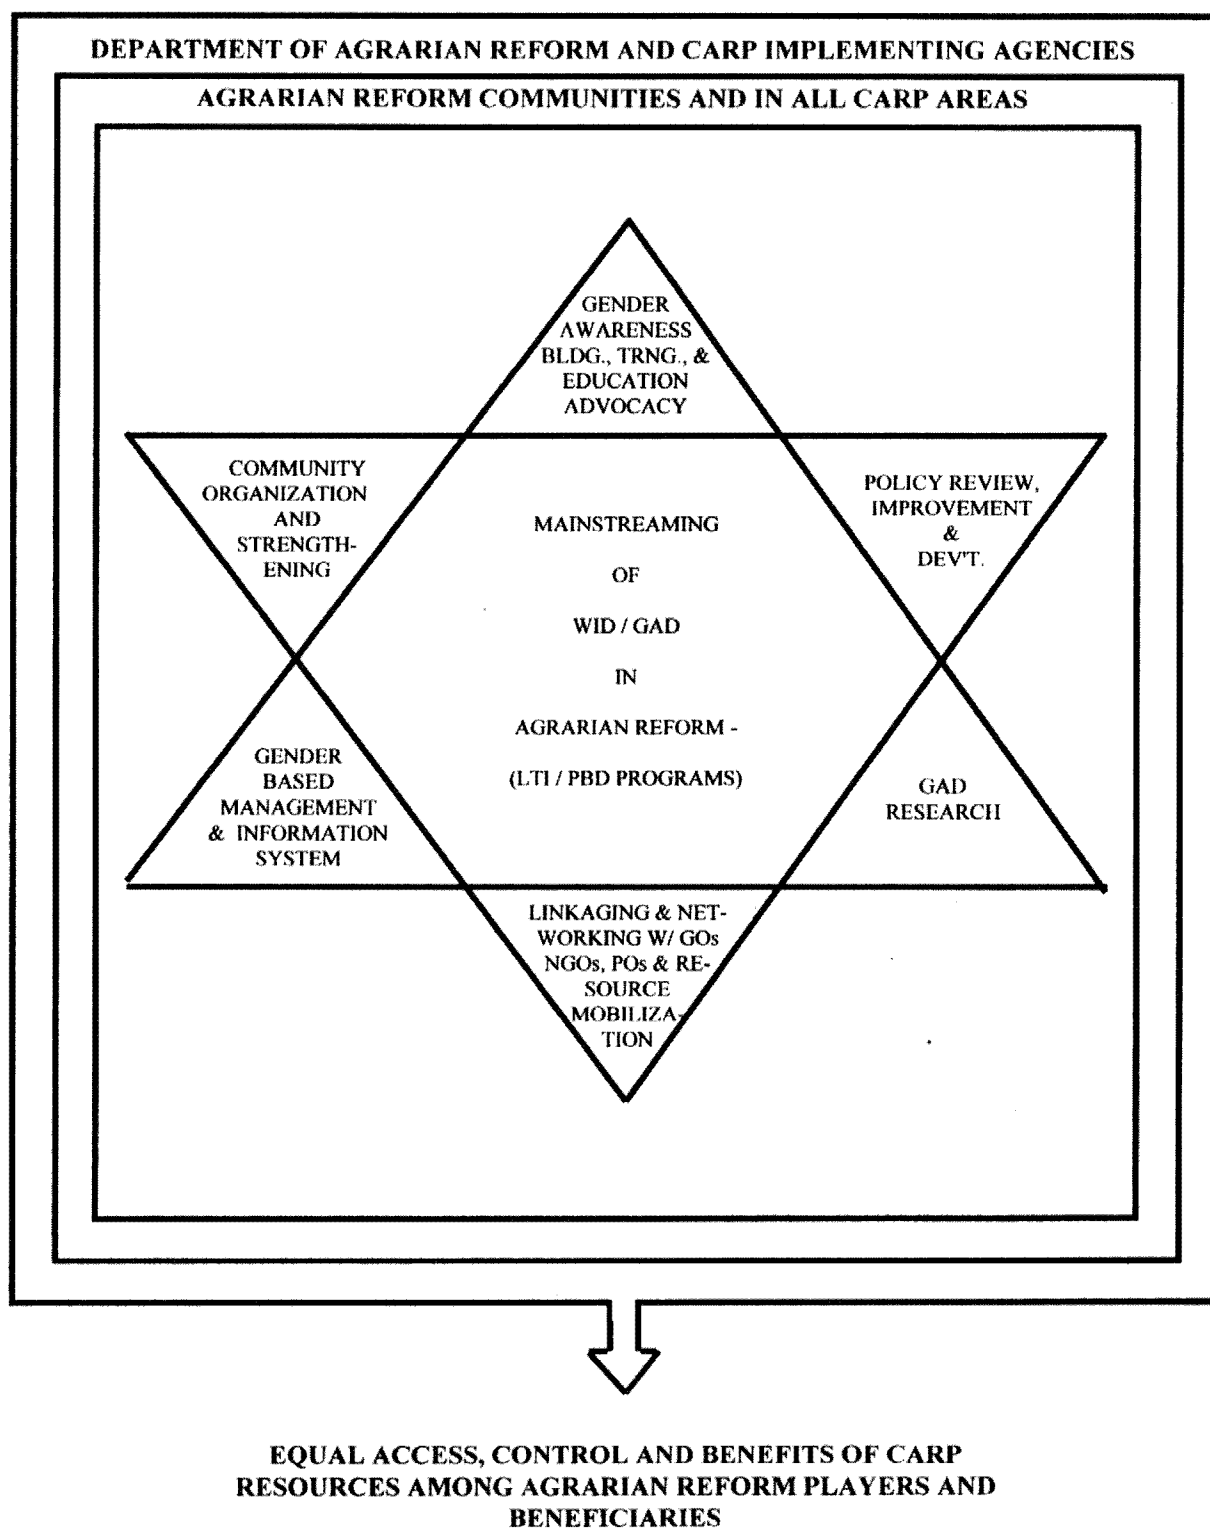 DEPARTMENT OF AGRARIAN REFORM AND CARP IMPLEMENTING AGENCIES
AGRARIAN REFORM COMMUNITIES AND IN ALL CARP AREAS
GENDER
AWARENESS
BLDG., TRNG., &
EDUCATION
ADVOCACY
COMMUNITY
ORGANIZATION
AND
STRENGTH-
ENING
MAINSTREAMING
OF
WID / GAD
IN
AGRARIAN REFORM -
(LTI / PBD PROGRAMS)
POLICY REVIEW,
IMPROVEMENT
&
DEV'T.
GENDER
BASED
MANAGEMENT
& INFORMATION
SYSTEM
GAD
RESEARCH
LINKAGING & NET-
WORKING W/ GOs
NGOs, POs & RE-
SOURCE
MOBILIZA-
TION
EQUAL ACCESS, CONTROL AND BENEFITS OF CARP
RESOURCES AMONG AGRARIAN REFORM PLAYERS AND
BENEFICIARIES